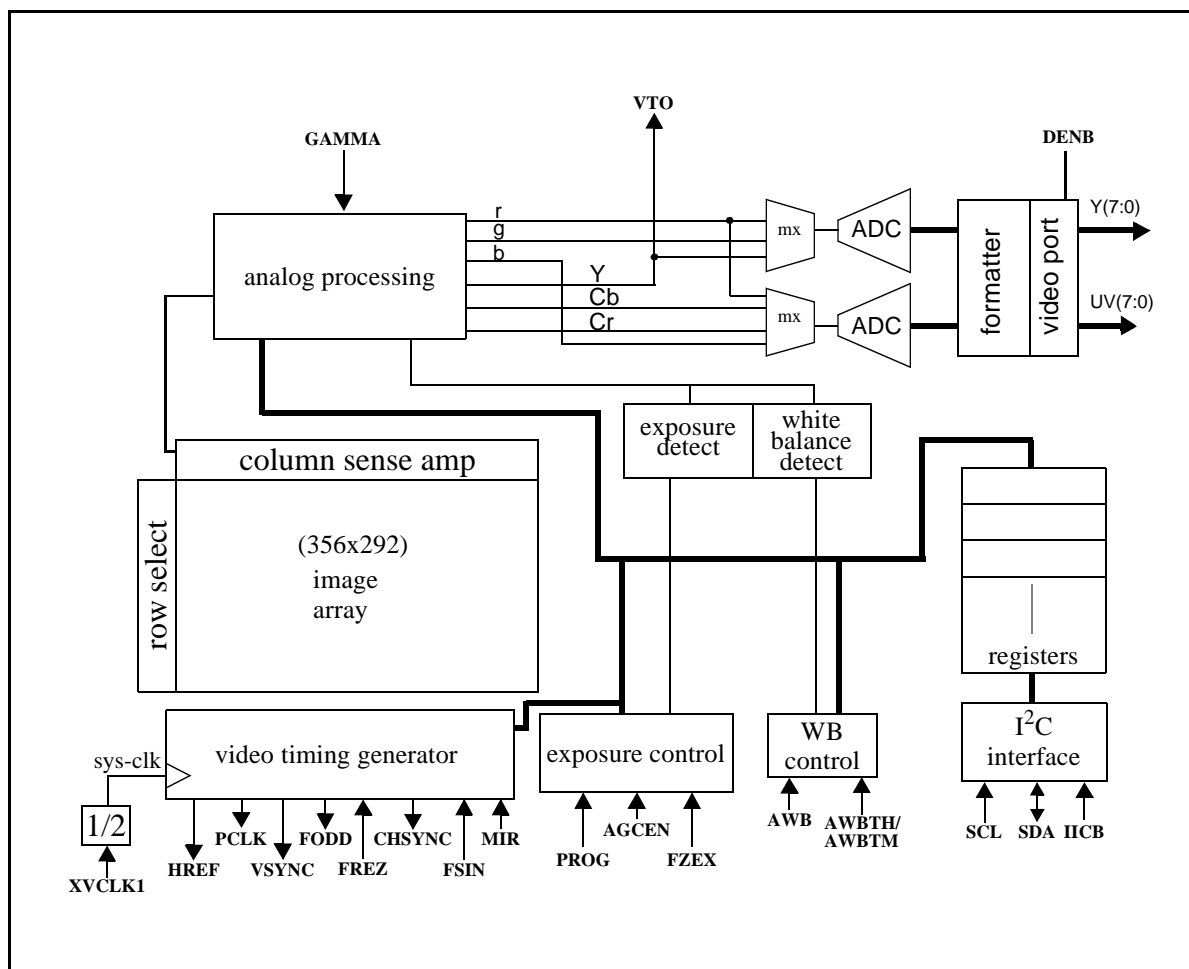 VTO
GAMMA
DENB
r
g
b
Y
Cb
Cr
analog processing
mx
ADC
mx
ADC
formatter
video port
Y(7:0)
UV(7:0)
exposure
detect
white
balance
detect
column sense amp
row select
(356x292)
image
array
registers
video timing generator
sys-clk
1/2
XVCLK1
HREF
PCLK
VSYNC
FODD
FREZ
CHSYNC
FSIN
MIR
exposure control
PROG
AGCEN
FZEX
WB
control
AWB
AWBTH/
AWBTM
I²C
interface
SCL
SDA
IICB